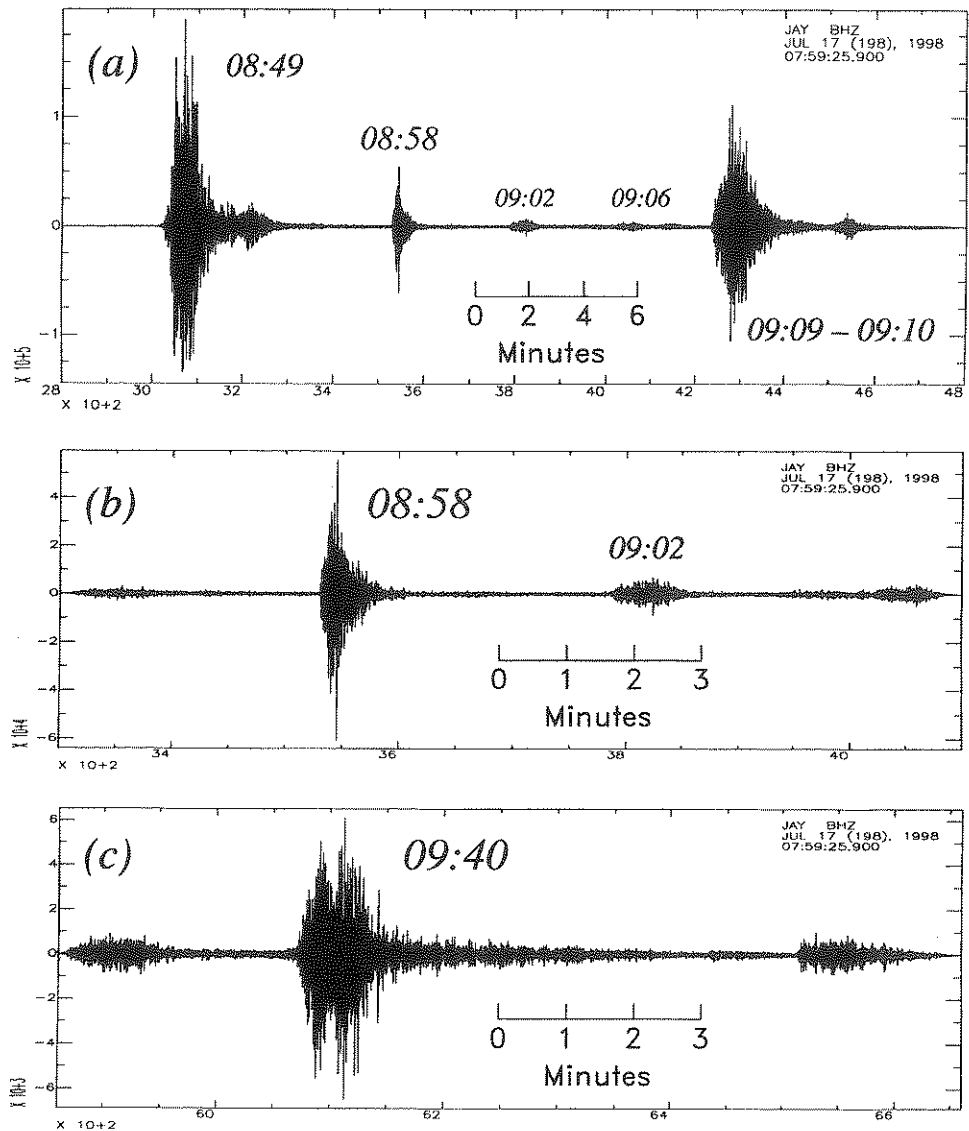 (a)
08:49
JAY BHZ
JUL 17 (198), 1998
07:59:25.900
08:58
09:02
09:06
1
0
-1
X 10+5
0 2 4 6
Minutes
09:09 – 09:10
28 30 32 34 36 38 40 42 44 46 48
X 10+2
(b)
08:58
JAY BHZ
JUL 17 (198), 1998
07:59:25.900
09:02
4
2
0
-2
-4
-6
X 10+4
0 1 2 3
Minutes
34 36 38 40
X 10+2
(c)
09:40
JAY BHZ
JUL 17 (198), 1998
07:59:25.900
6
4
2
0
-2
-4
-6
X 10+3
0 1 2 3
Minutes
60 62 64 66
X 10+2